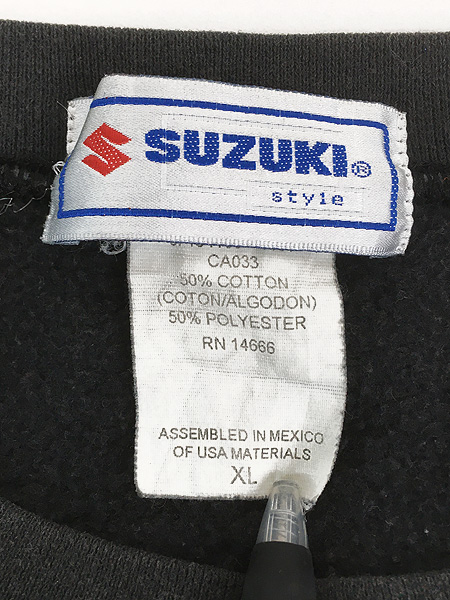 SUZUKI®
style
CA033
50% COTTON
(COTON/ALGODON)
50% POLYESTER
RN 14666
ASSEMBLED IN MEXICO
OF USA MATERIALS
XL